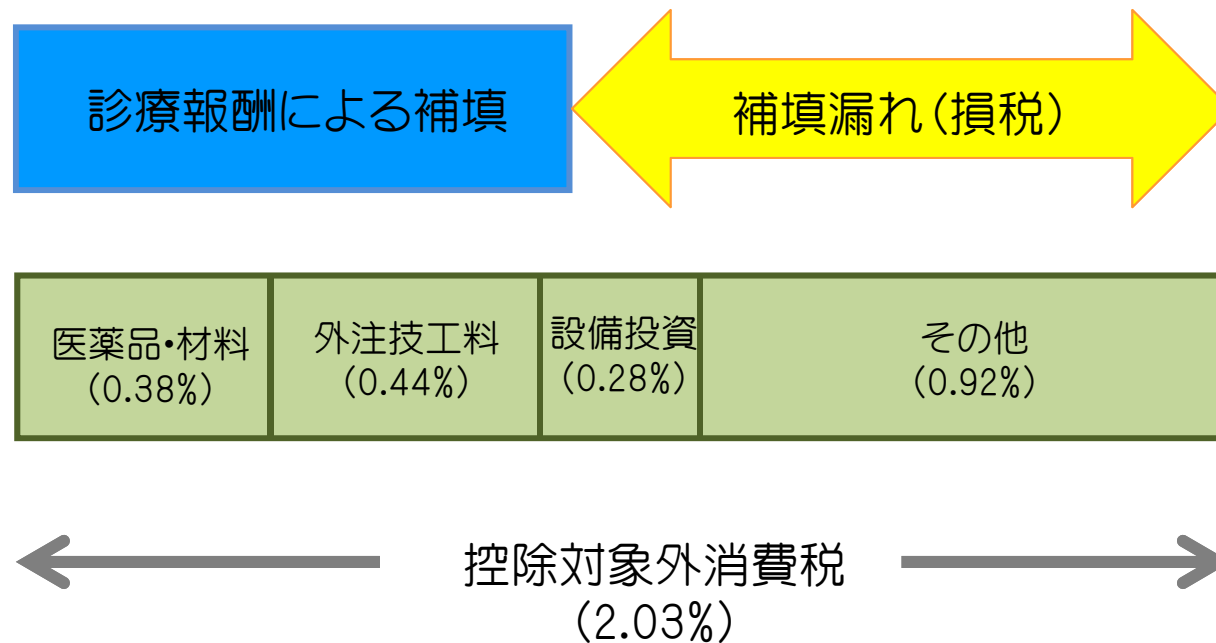 診療報酬による補填
補填漏れ(損税)
医薬品・材料
(0.38%)
外注技工料
(0.44%)
設備投資
(0.28%)
その他
(0.92%)
控除対象外消費税
(2.03%)